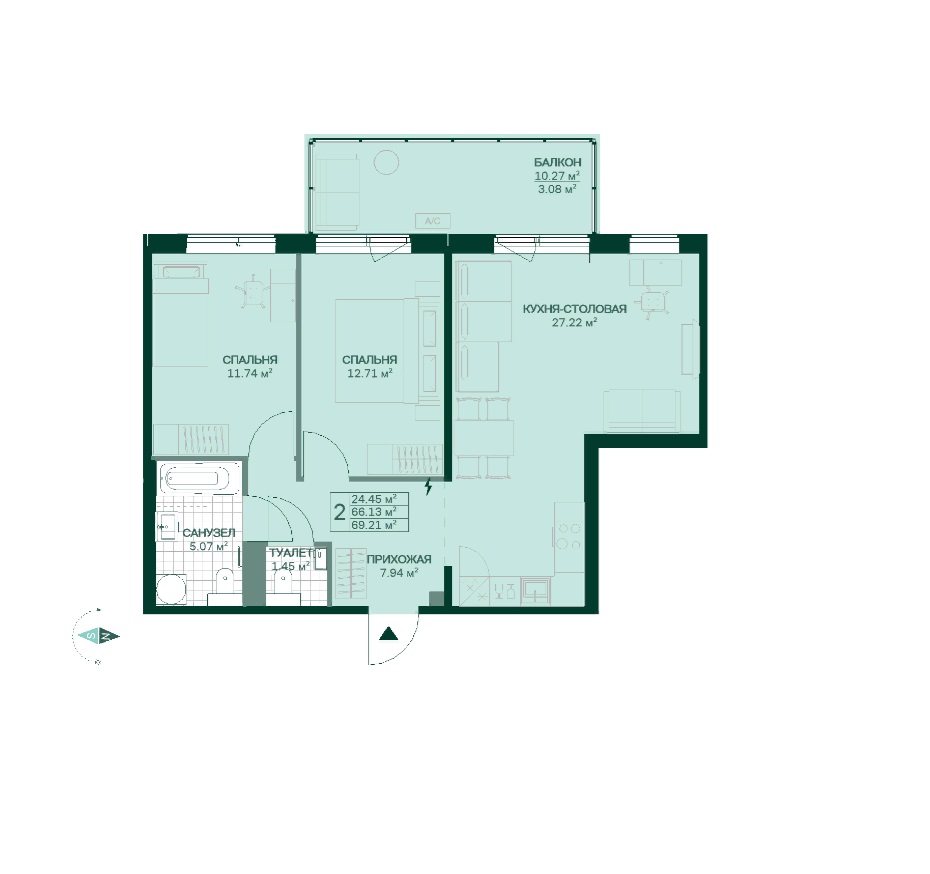 БАЛКОН
10.27 м²
3.08 м²
A/C
КУХНЯ-СТОЛОВАЯ
27.22 м²
СПАЛЬНЯ
11.74 м²
СПАЛЬНЯ
12.71 м²
2
24.45 м²
66.13 м²
69.21 м²
САНУЗЕЛ
5.07 м²
ТУАЛЕТ
1.45 м²
ПРИХОЖАЯ
7.94 м²
S N